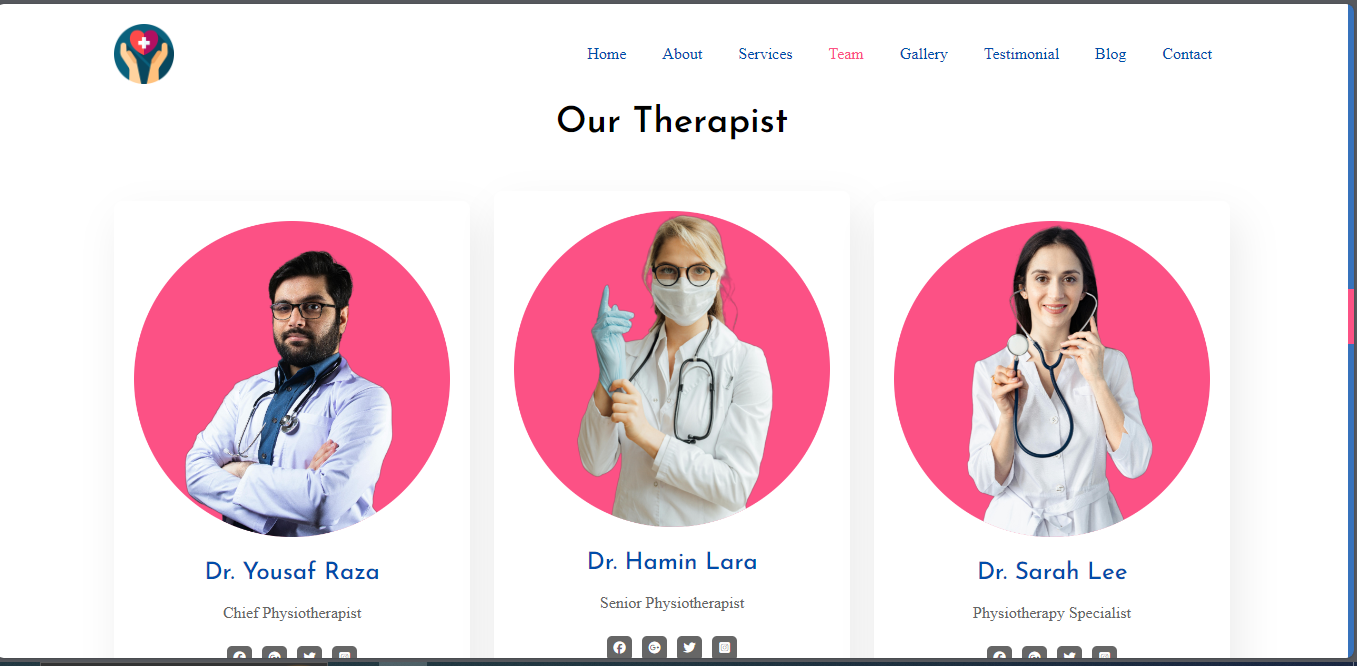 Home About Services Team Gallery Testimonial Blog Contact
Our Therapist
Dr. Yousaf Raza
Chief Physiotherapist
Dr. Hamin Lara
Senior Physiotherapist
Dr. Sarah Lee
Physiotherapy Specialist